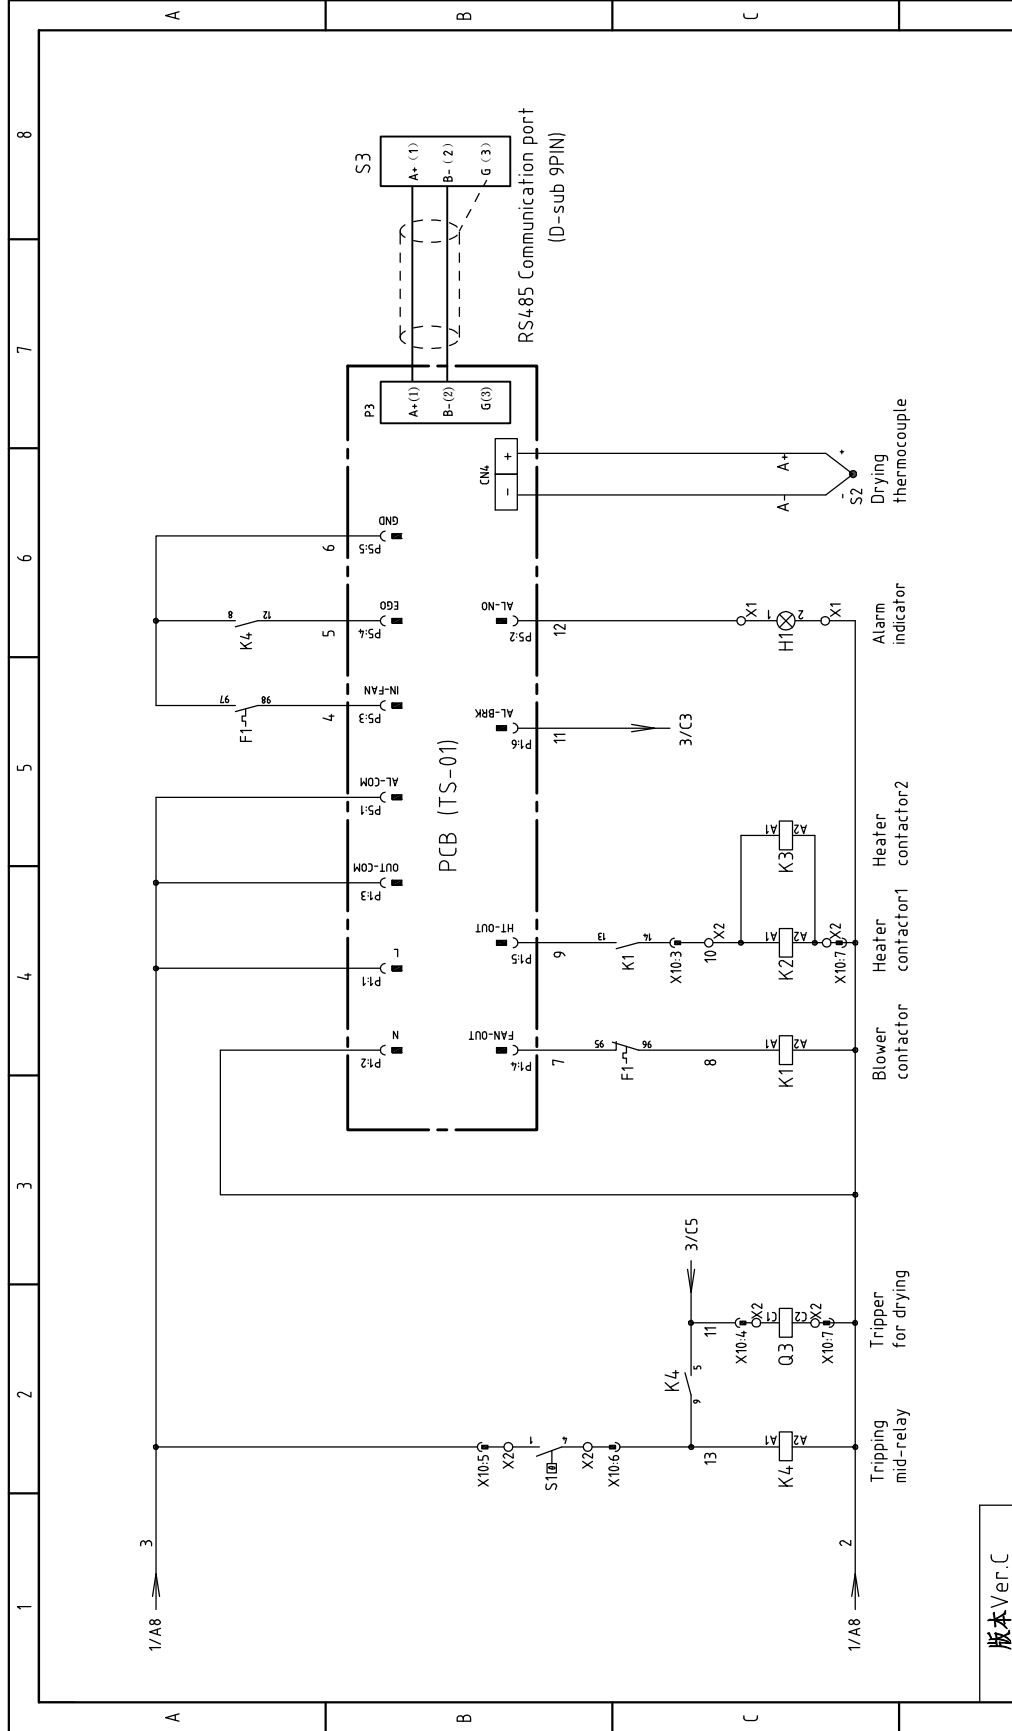 1
2
3
4
5
6
7
8
A
A
B
B
C
C
1/A8
3
1/A8
2
X10:5
X2
1
S1
4
X2
X10:6
13
K4
A1
A2
Tripping
mid-relay
K4
9
5
3/C5
11
X10:4
X2
C1
Q3
C2
X2
X10:7
Tripper
for drying
PCB (TS-01)
P1:2
N
P1:1
L
P1:3
OUT-COM
P5:1
AL-COM
F1
97
98
4
P5:3
IN-FAN
K4
8
12
5
P5:4
EGO
6
P5:5
GND
P1:4
FAN-OUT
7
F1
95
96
8
K1
A1
A2
Blower
contactor
P1:5
HT-OUT
9
K1
13
14
X10:3
10
X2
K2
A1
A2
X10:7
X2
Heater
contactor1
K3
A1
A2
Heater
contactor2
P1:6
AL-BRK
11
3/C3
P5:2
AL-NO
12
X1
1
H1
2
X1
Alarm
indicator
CN4
-
+
A-
A+
-
+
S2
Drying
thermocouple
P3
A+(1)
B-(2)
G(3)
S3
A+ (1)
B- (2)
G (3)
RS485 Communication port
(D-sub 9PIN)
版本Ver.C